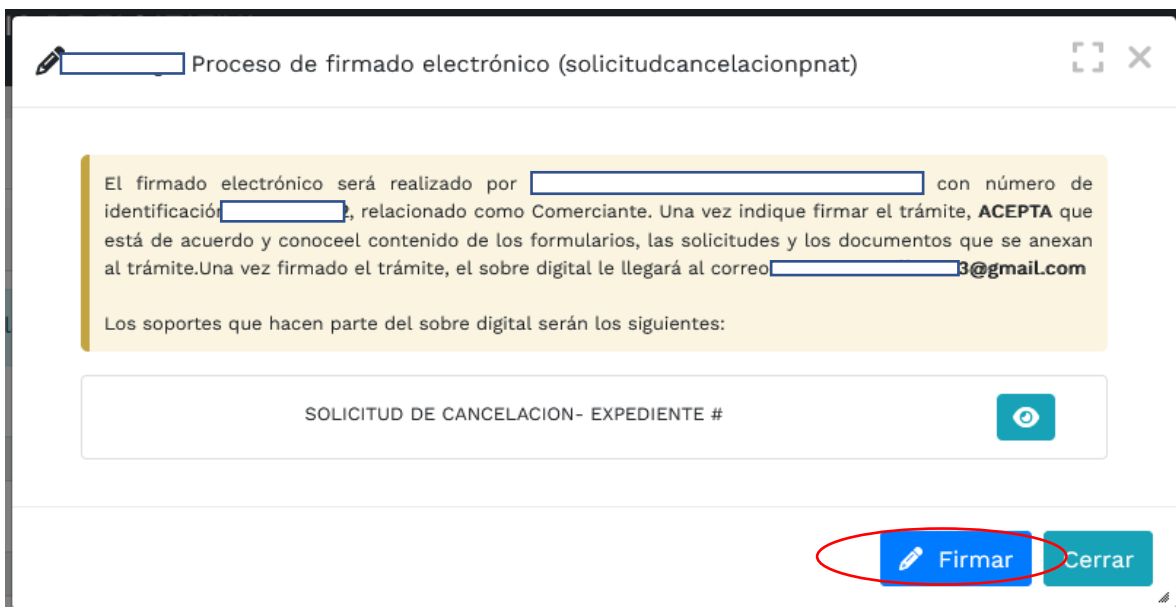 Proceso de firmado electrónico (solicitudcancelacionpnat)
El firmado electrónico será realizado por con número de
identificación , relacionado como Comerciante. Una vez indique firmar el trámite, ACEPTA que
está de acuerdo y conoceel contenido de los formularios, las solicitudes y los documentos que se anexan
al trámite.Una vez firmado el trámite, el sobre digital le llegará al correo 3@gmail.com
Los soportes que hacen parte del sobre digital serán los siguientes:
SOLICITUD DE CANCELACION- EXPEDIENTE #
Firmar
Cerrar